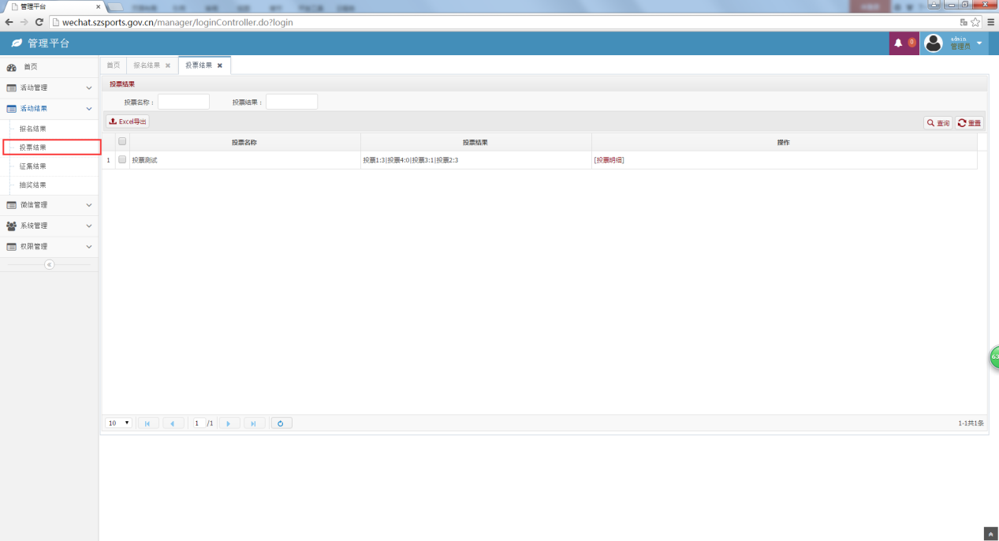 管理平台
wechat.szsports.gov.cn/manager/loginController.do?login
管理平台
0
admin
管理员
首页
活动管理
活动结果
报名结果
投票结果
征集结果
抽奖结果
微信管理
系统管理
权限管理
首页 报名结果 投票结果
投票结果
投票名称： 投票结果：
Excel导出 查询 重置
投票名称 投票结果 操作
1 投票测试 投票1:3|投票4:0|投票3:1|投票2:3 [投票明细]
10 1 /1 1-1共1条
63